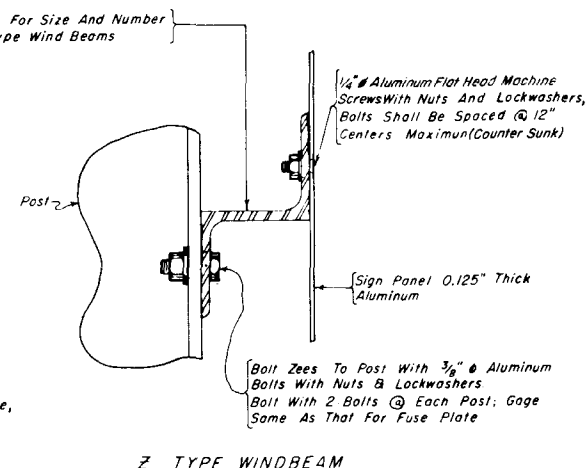 For Size And Number
ype Wind Beams
1/4" ø Aluminum Flat Head Machine
Screws With Nuts And Lockwashers,
Bolts Shall Be Spaced @ 12"
Centers Maximun (Counter Sunk)
Post
Sign Panel 0.125" Thick
Aluminum
Bolt Zees To Post With 3/8" ø Aluminum
Bolts With Nuts & Lockwashers
Bolt With 2 Bolts @ Each Post; Gage
Same As That For Fuse Plate
e,
Z TYPE WINDBEAM